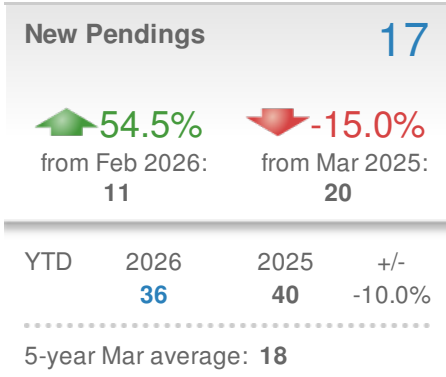 New Pendings 17
54.5% -15.0%
from Feb 2026: from Mar 2025:
11 20
YTD 2026 2025 +/-
36 40 -10.0%
5-year Mar average: 18